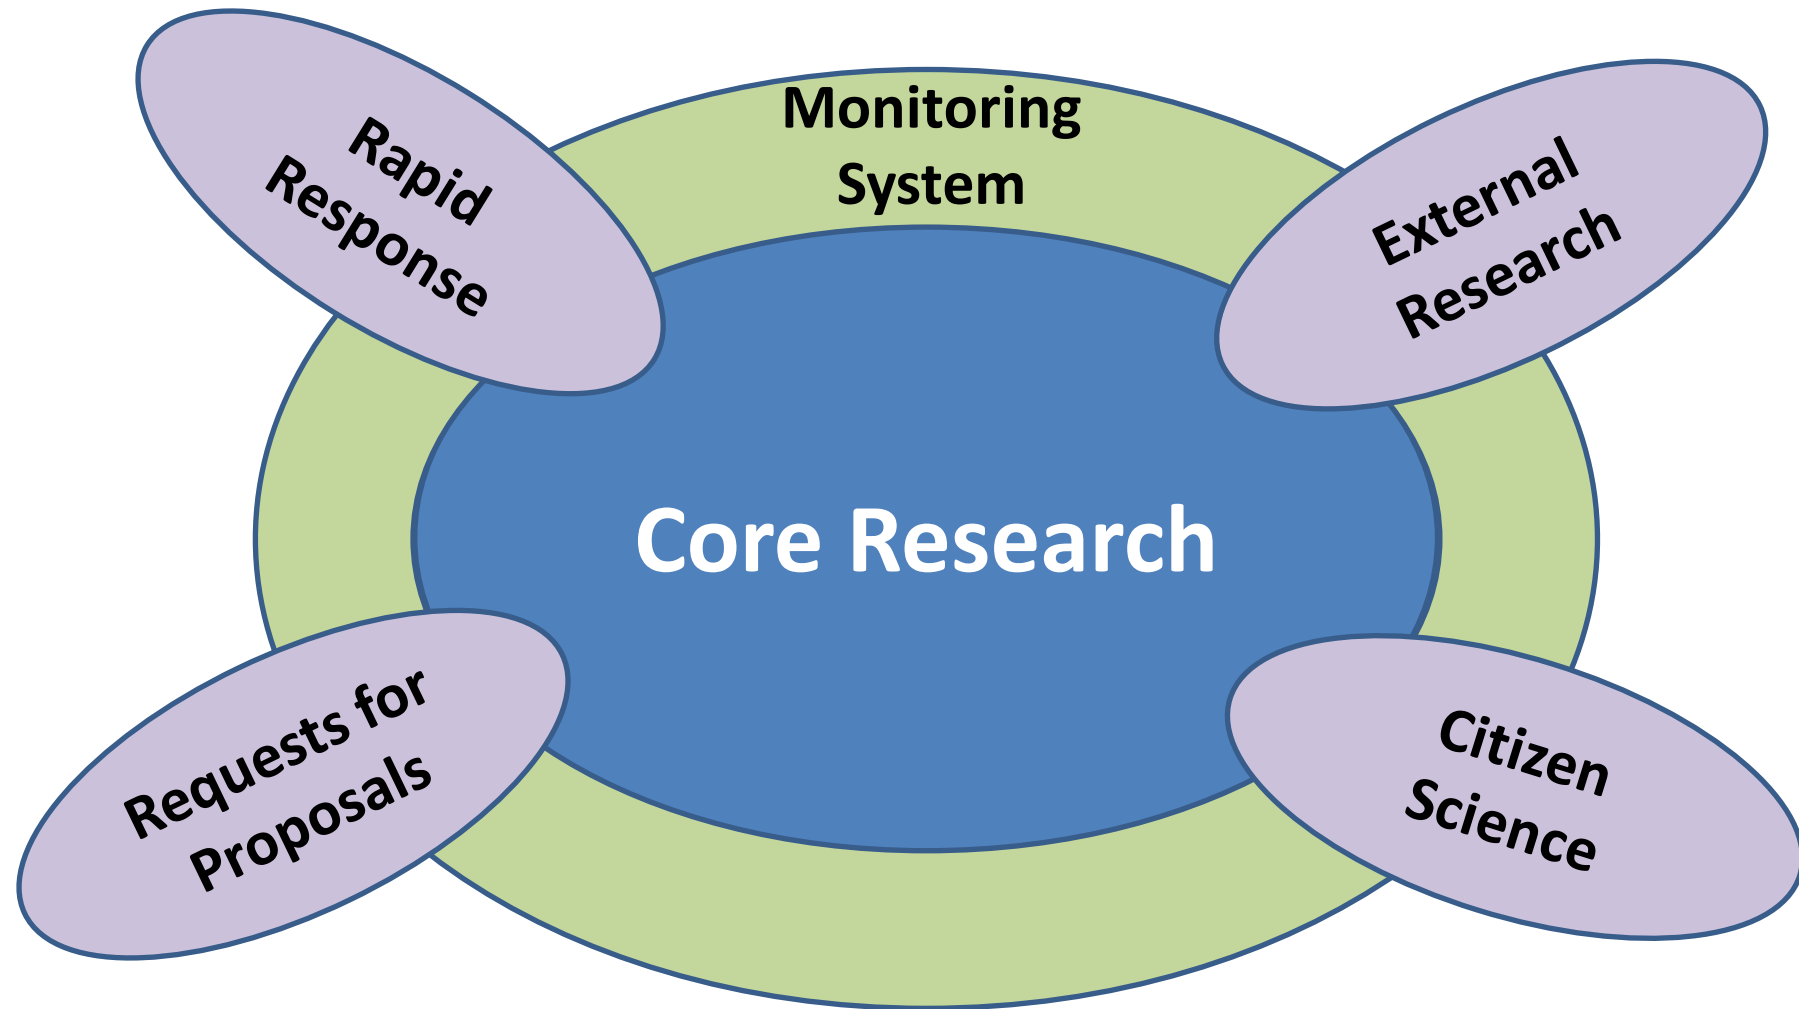 Monitoring
System
Rapid
Response
External
Research
Core Research
Requests for
Proposals
Citizen
Science